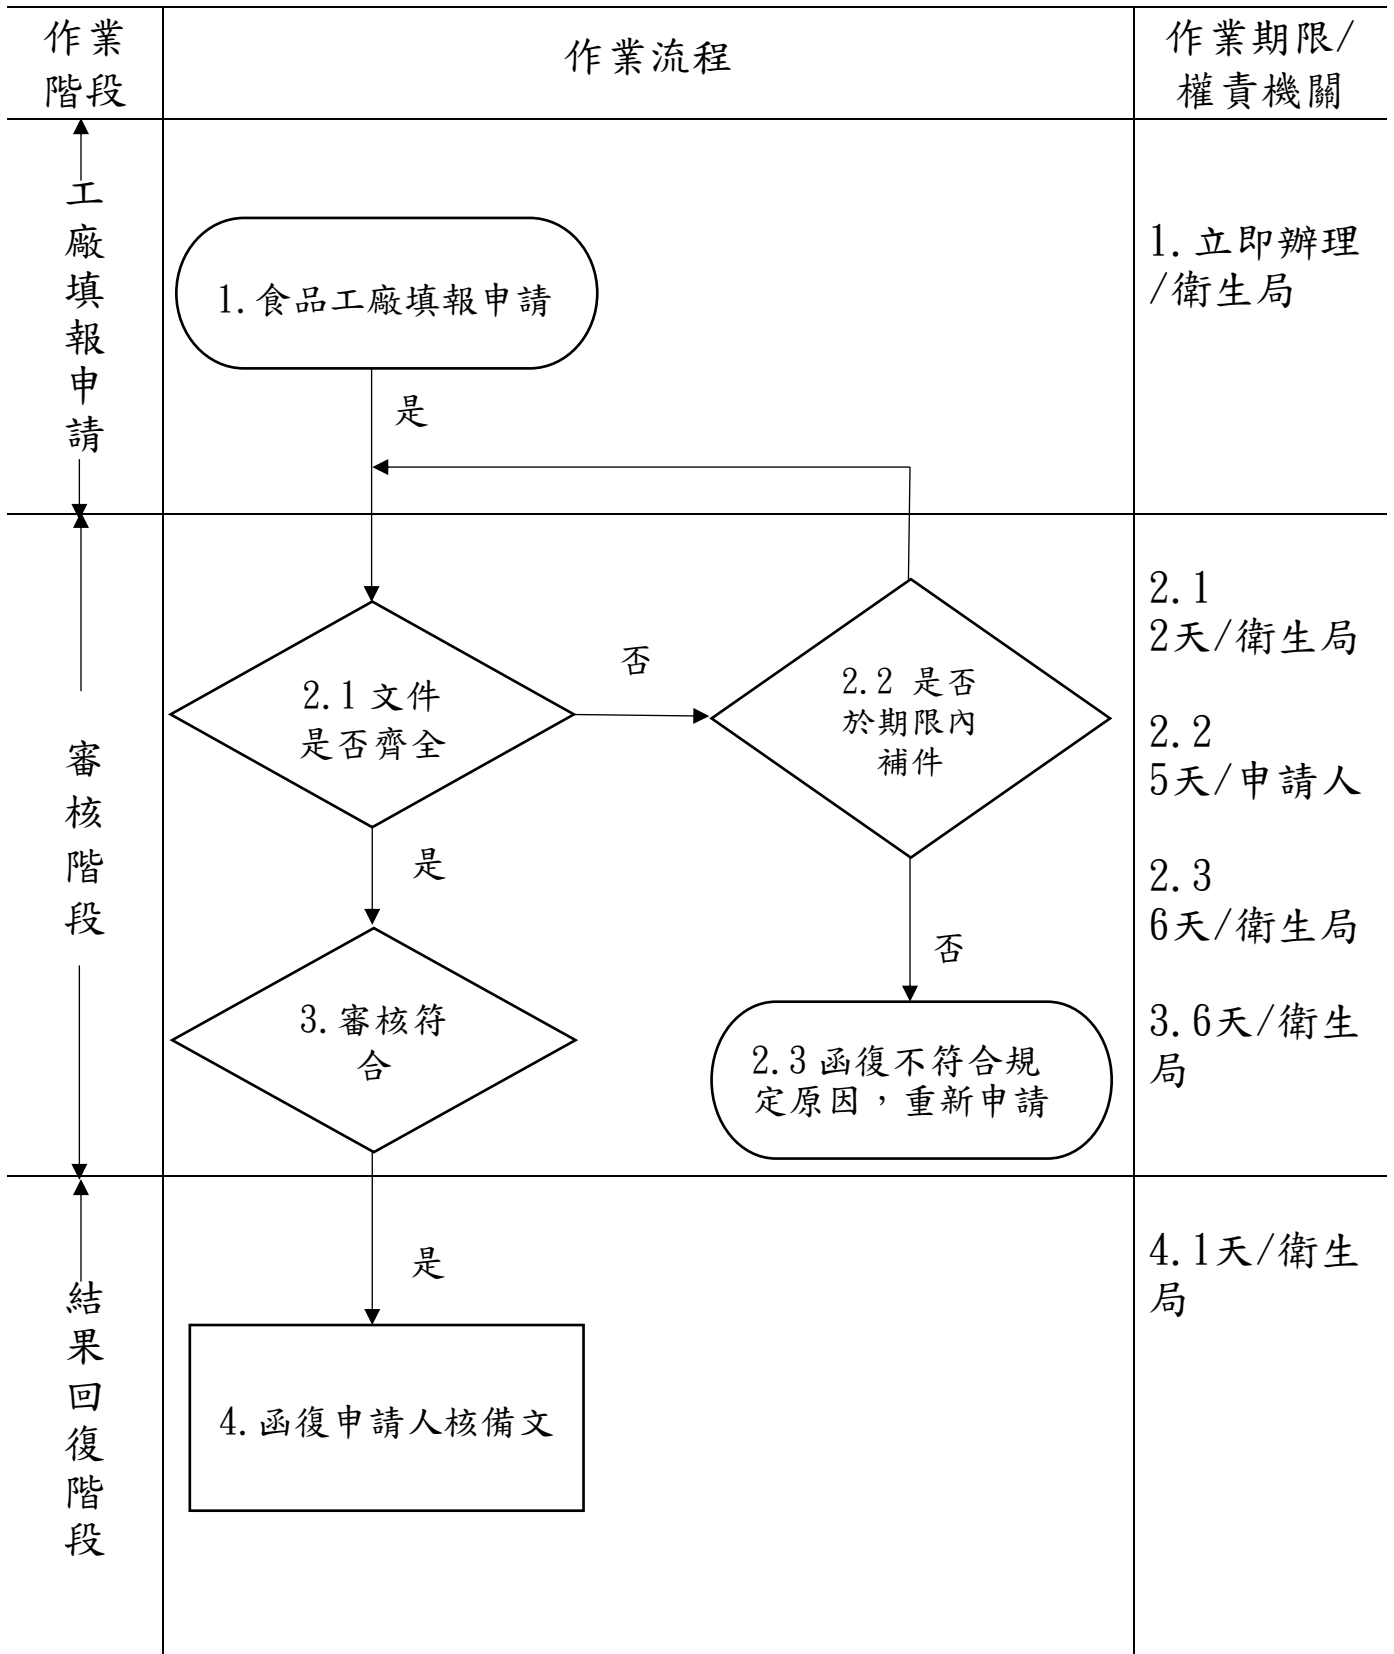 作業
階段
作業流程
作業期限/
權責機關
工廠填報申請
1.食品工廠填報申請
1.立即辦理
/衛生局
是
審核階段
2.1文件
是否齊全
否
2.2 是否
於期限內
補件
2.1
2天/衛生局
2.2
5天/申請人
2.3
6天/衛生局
3.6天/衛生
局
是
否
3.審核符
合
2.3函復不符合規
定原因，重新申請
結果回復階段
是
4.函復申請人核備文
4.1天/衛生
局